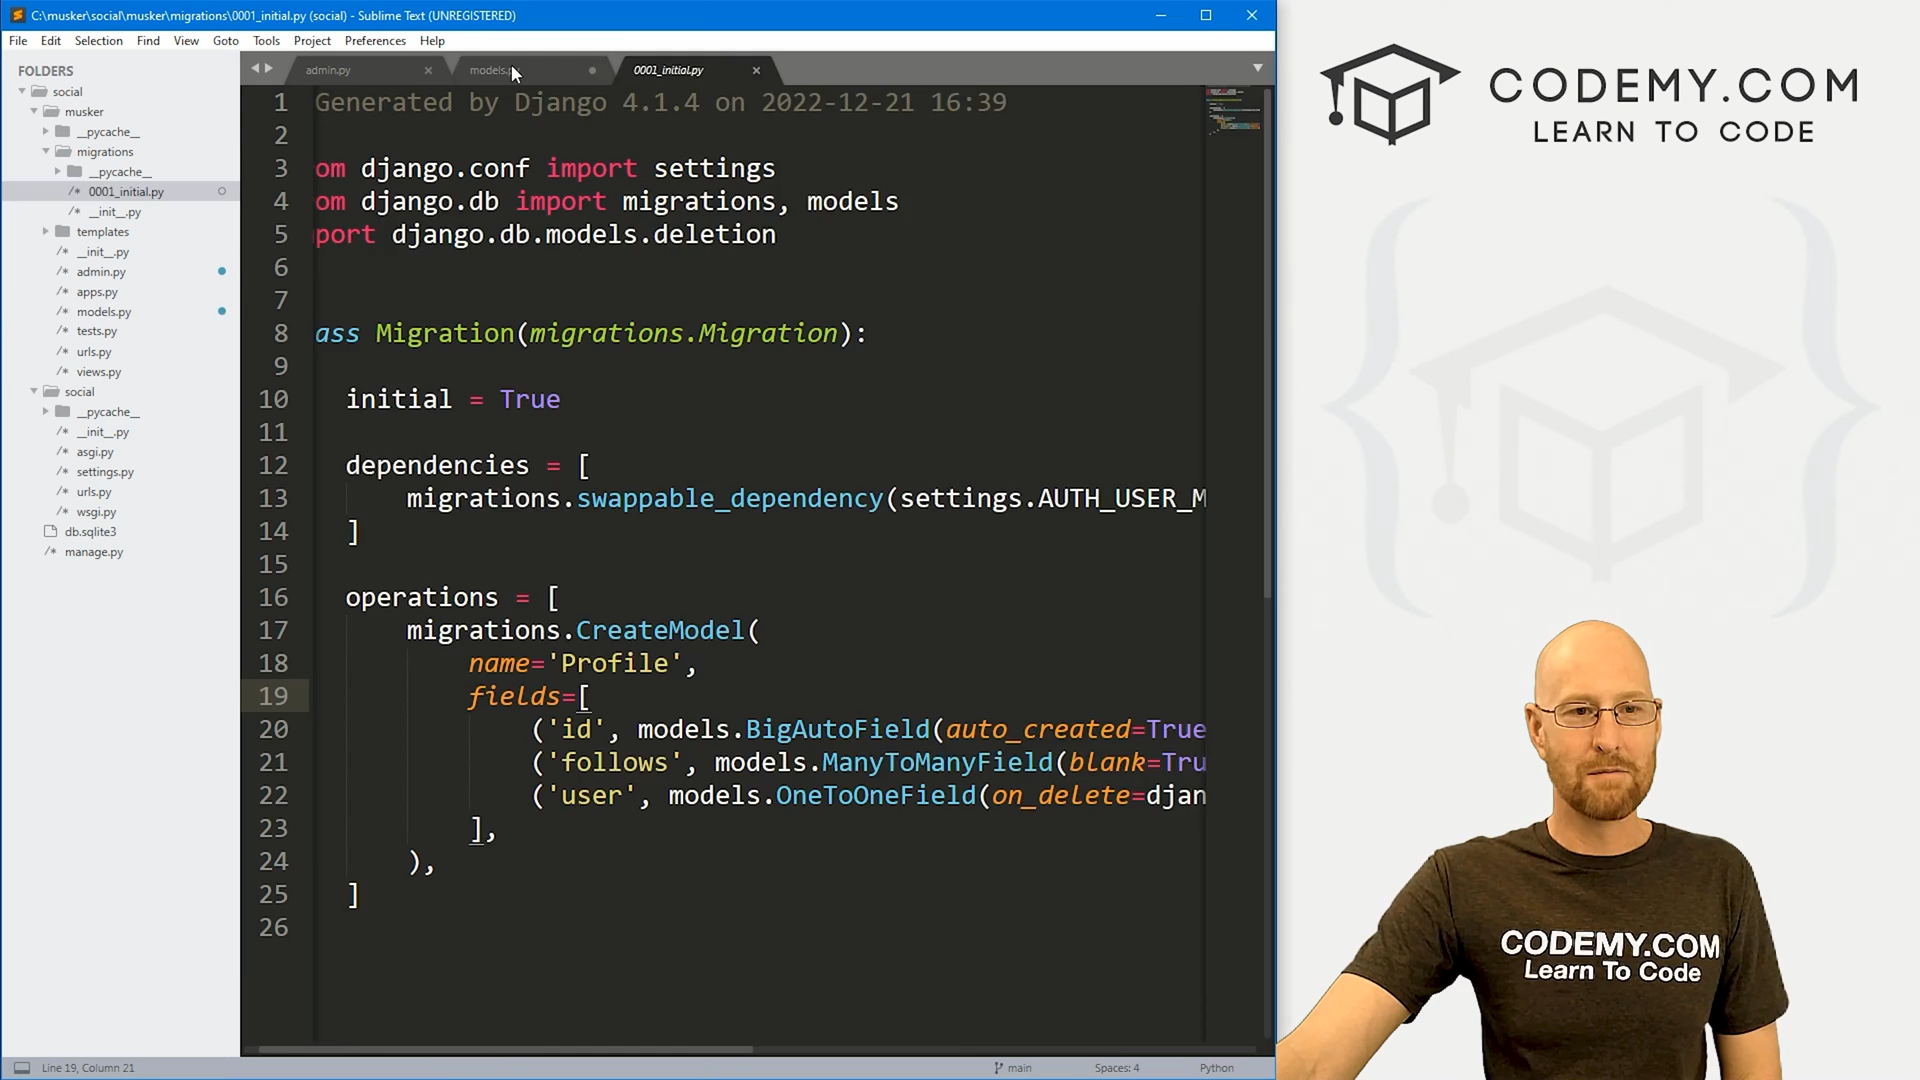 C:\musker\social\musker\migrations\0001_initial.py (social) - Sublime Text (UNREGISTERED)
File Edit Selection Find View Goto Tools Project Preferences Help
FOLDERS
social
musker
__pycache__
migrations
__pycache__
/* 0001_initial.py
/* __init__.py
templates
/* __init__.py
/* admin.py
/* apps.py
/* models.py
/* tests.py
/* urls.py
/* views.py
social
__pycache__
/* __init__.py
/* asgi.py
/* settings.py
/* urls.py
/* wsgi.py
db.sqlite3
/* manage.py
admin.py models. 0001_initial.py
1 Generated by Django 4.1.4 on 2022-12-21 16:39
2
3 om django.conf import settings
4 om django.db import migrations, models
5 port django.db.models.deletion
6
7
8 ass Migration(migrations.Migration):
9
10 initial = True
11
12 dependencies = [
13 migrations.swappable_dependency(settings.AUTH_USER_M
14 ]
15
16 operations = [
17 migrations.CreateModel(
18 name='Profile',
19 fields=[
20 ('id', models.BigAutoField(auto_created=True
21 ('follows', models.ManyToManyField(blank=Tru
22 ('user', models.OneToOneField(on_delete=djan
23 ],
24 ),
25 ]
26
Line 19, Column 21 main Spaces: 4 Python
CODEMY.COM
LEARN TO CODE
CODEMY.COM
Learn To Code